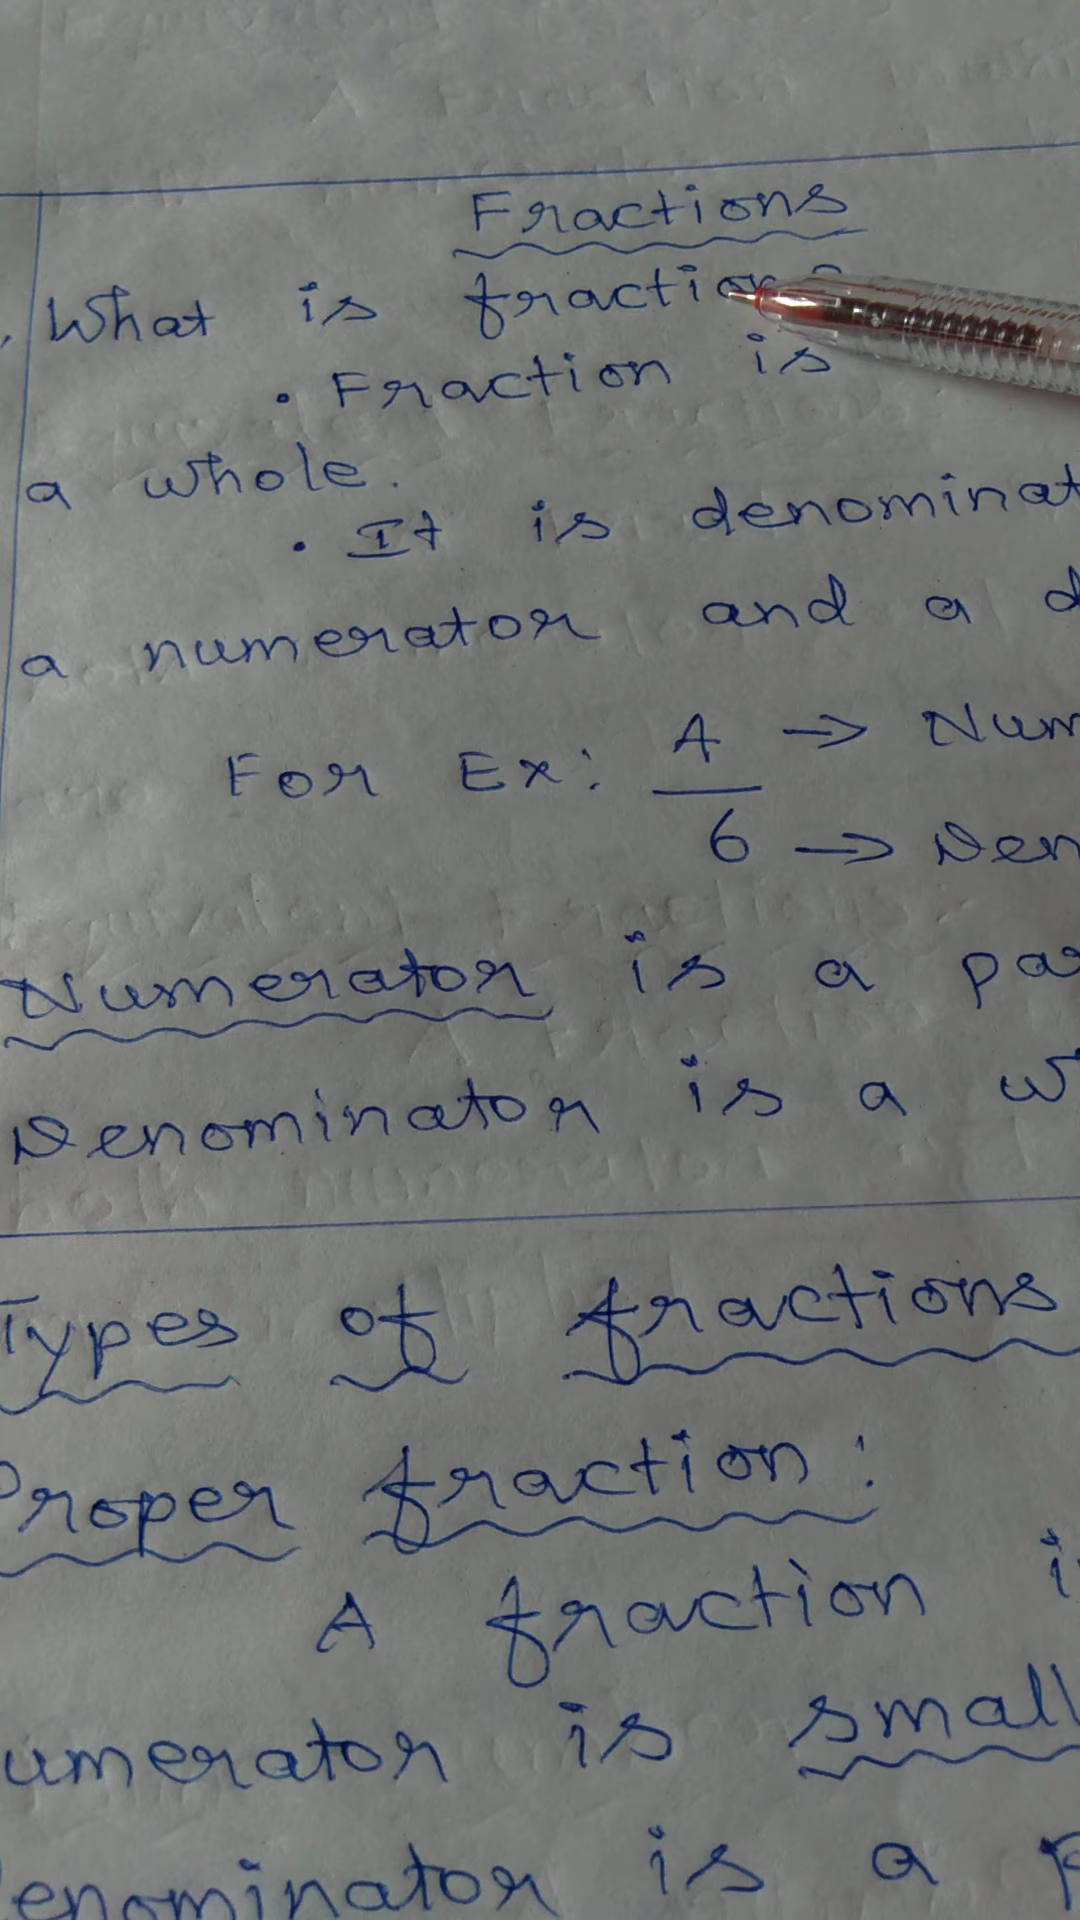 Fractions
What is fraction?
• Fraction is
a whole.
• It is denominat
a numerator and a d
For Ex: 4 → Num
6 → Den
Numerator is a pa
Denominator is a w
Types of fractions
Proper fraction:
A fraction i
umerator is small
enominator is a p